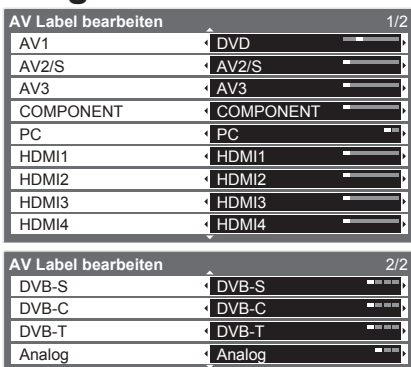 AV Label bearbeiten 1/2
AV1 DVD
AV2/S AV2/S
AV3 AV3
COMPONENT COMPONENT
PC PC
HDMI1 HDMI1
HDMI2 HDMI2
HDMI3 HDMI3
HDMI4 HDMI4
AV Label bearbeiten 2/2
DVB-S DVB-S
DVB-C DVB-C
DVB-T DVB-T
Analog Analog